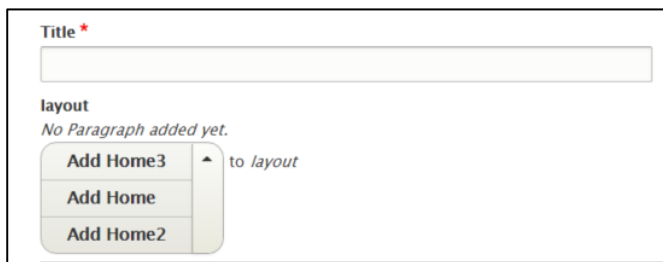 Title *
layout
No Paragraph added yet.
Add Home3 to layout
Add Home
Add Home2